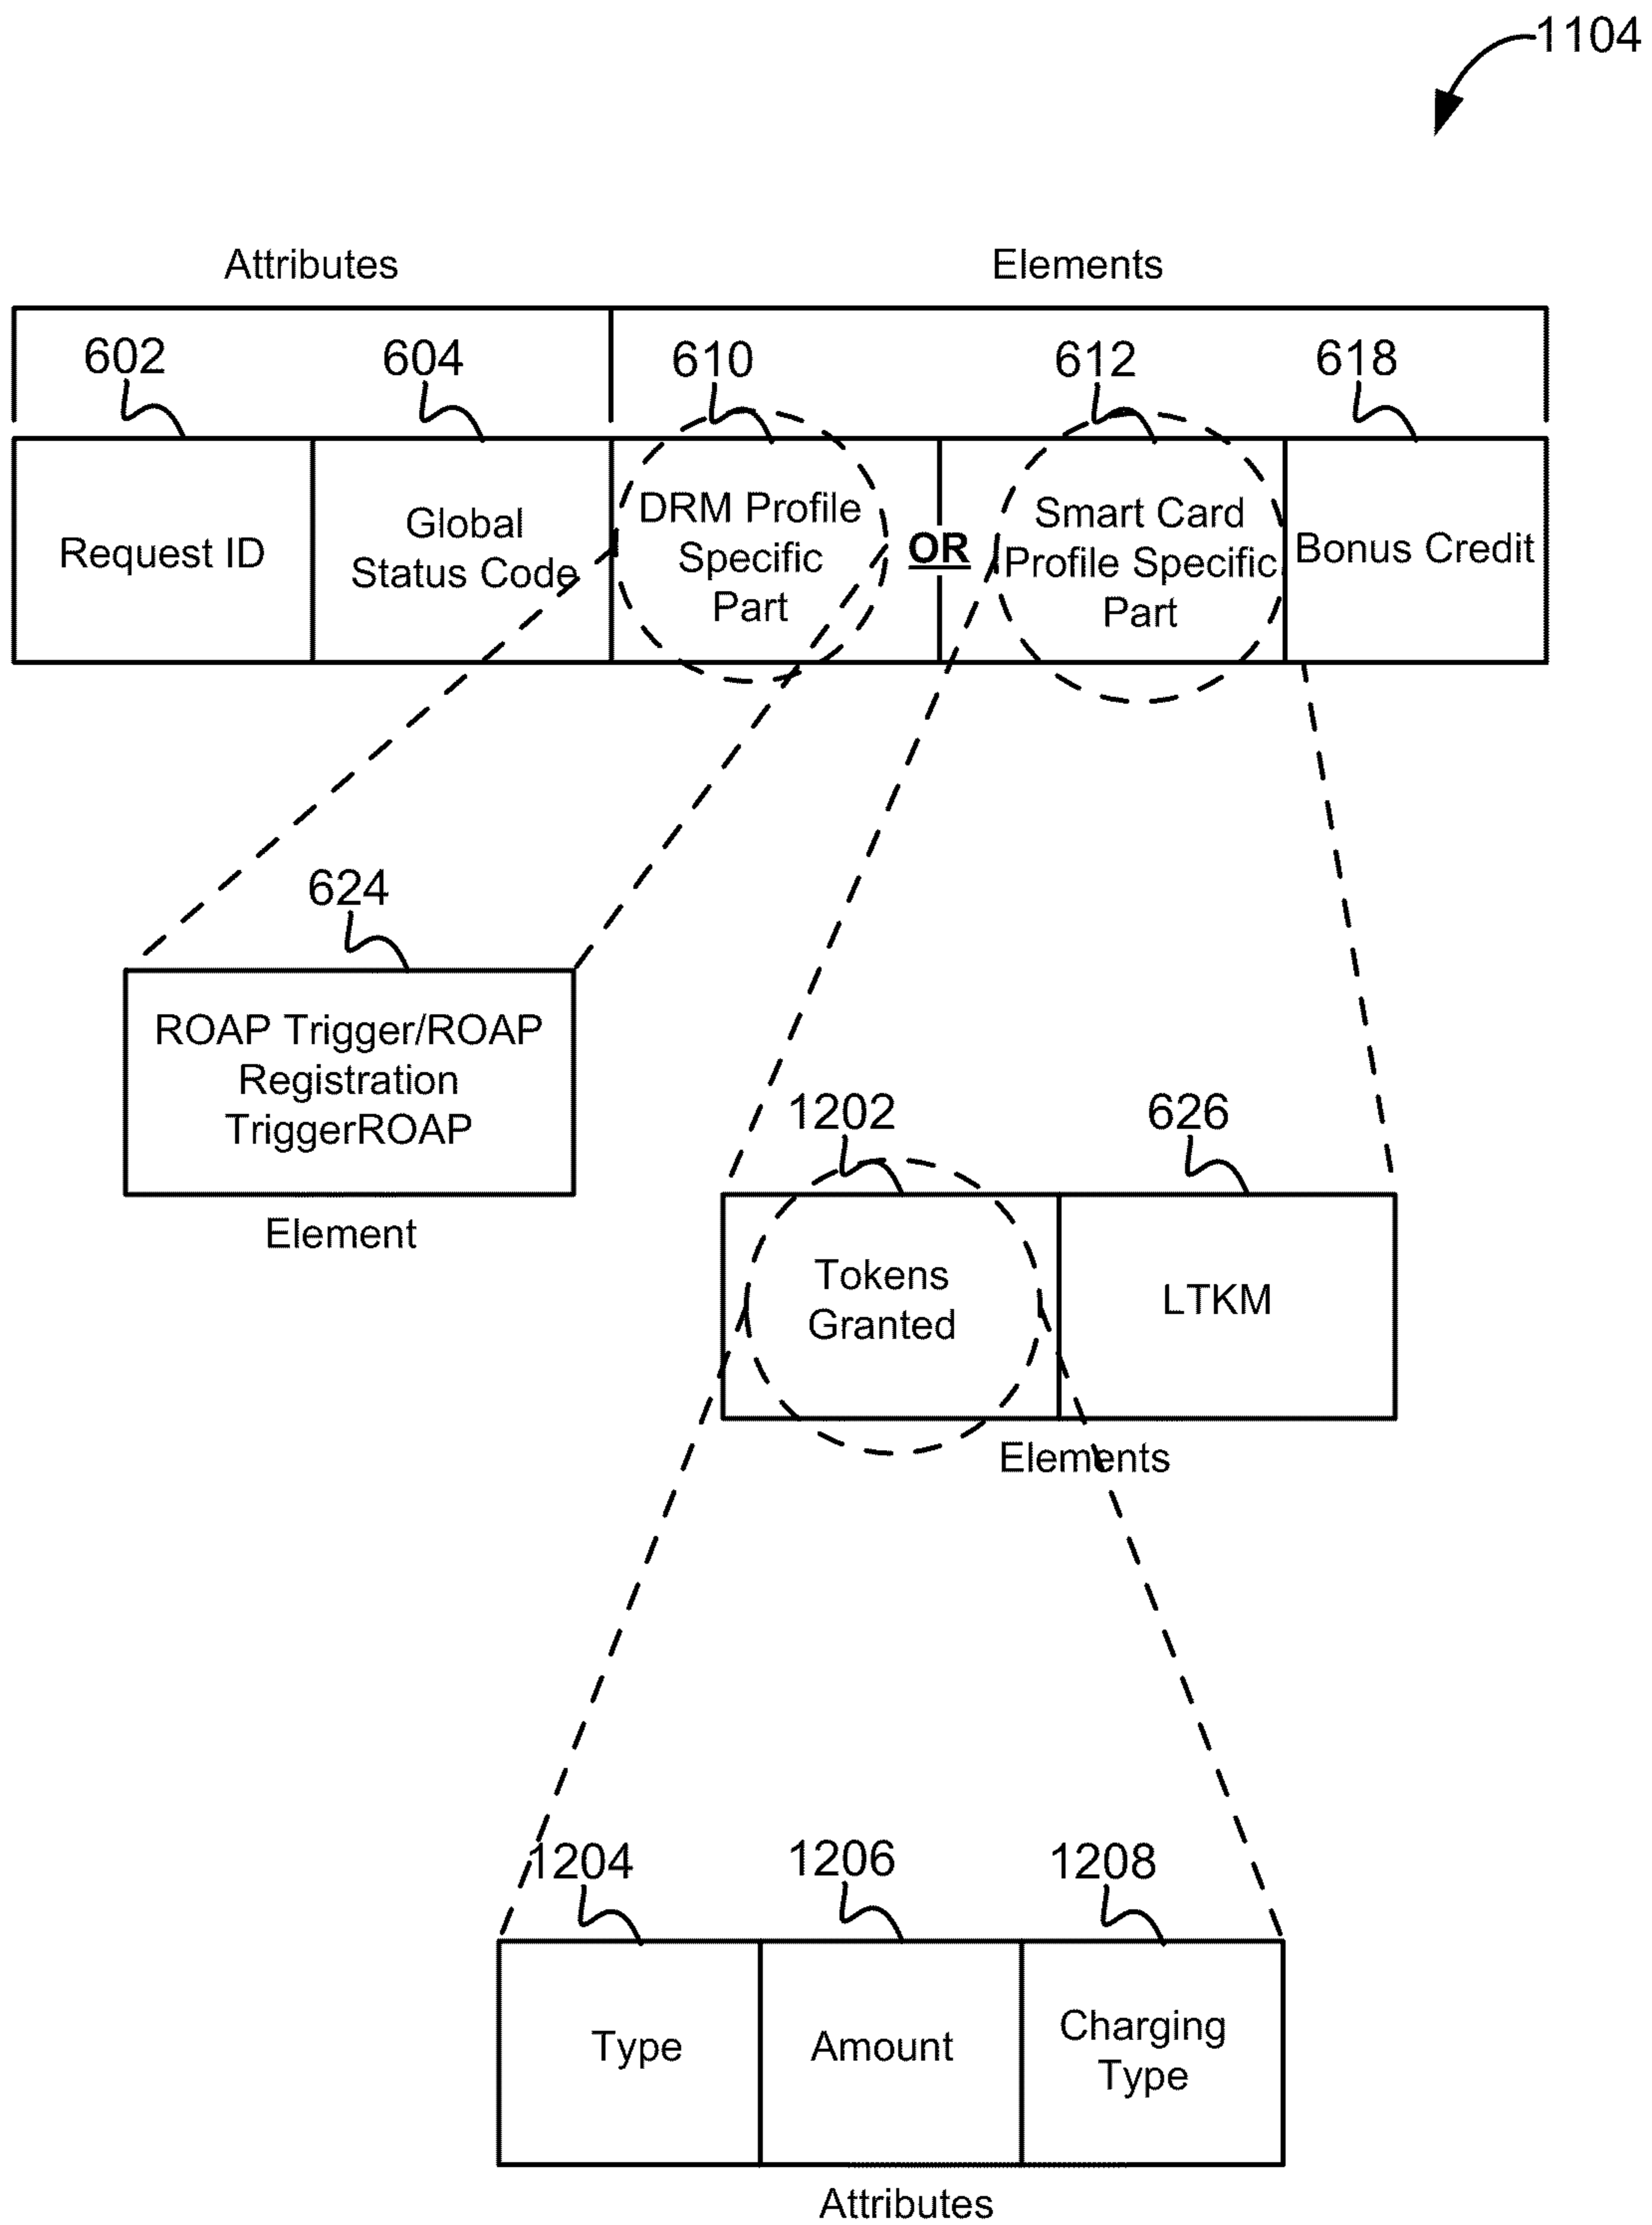 1104
Attributes
Elements
602
604
610
612
618
Request ID
Global
Status Code
DRM Profile
Specific
Part
OR
Smart Card
Profile Specific
Part
Bonus Credit
624
ROAP Trigger/ROAP
Registration
TriggerROAP
Element
1202
626
Tokens
Granted
LTKM
Elements
1204
1206
1208
Type
Amount
Charging
Type
Attributes